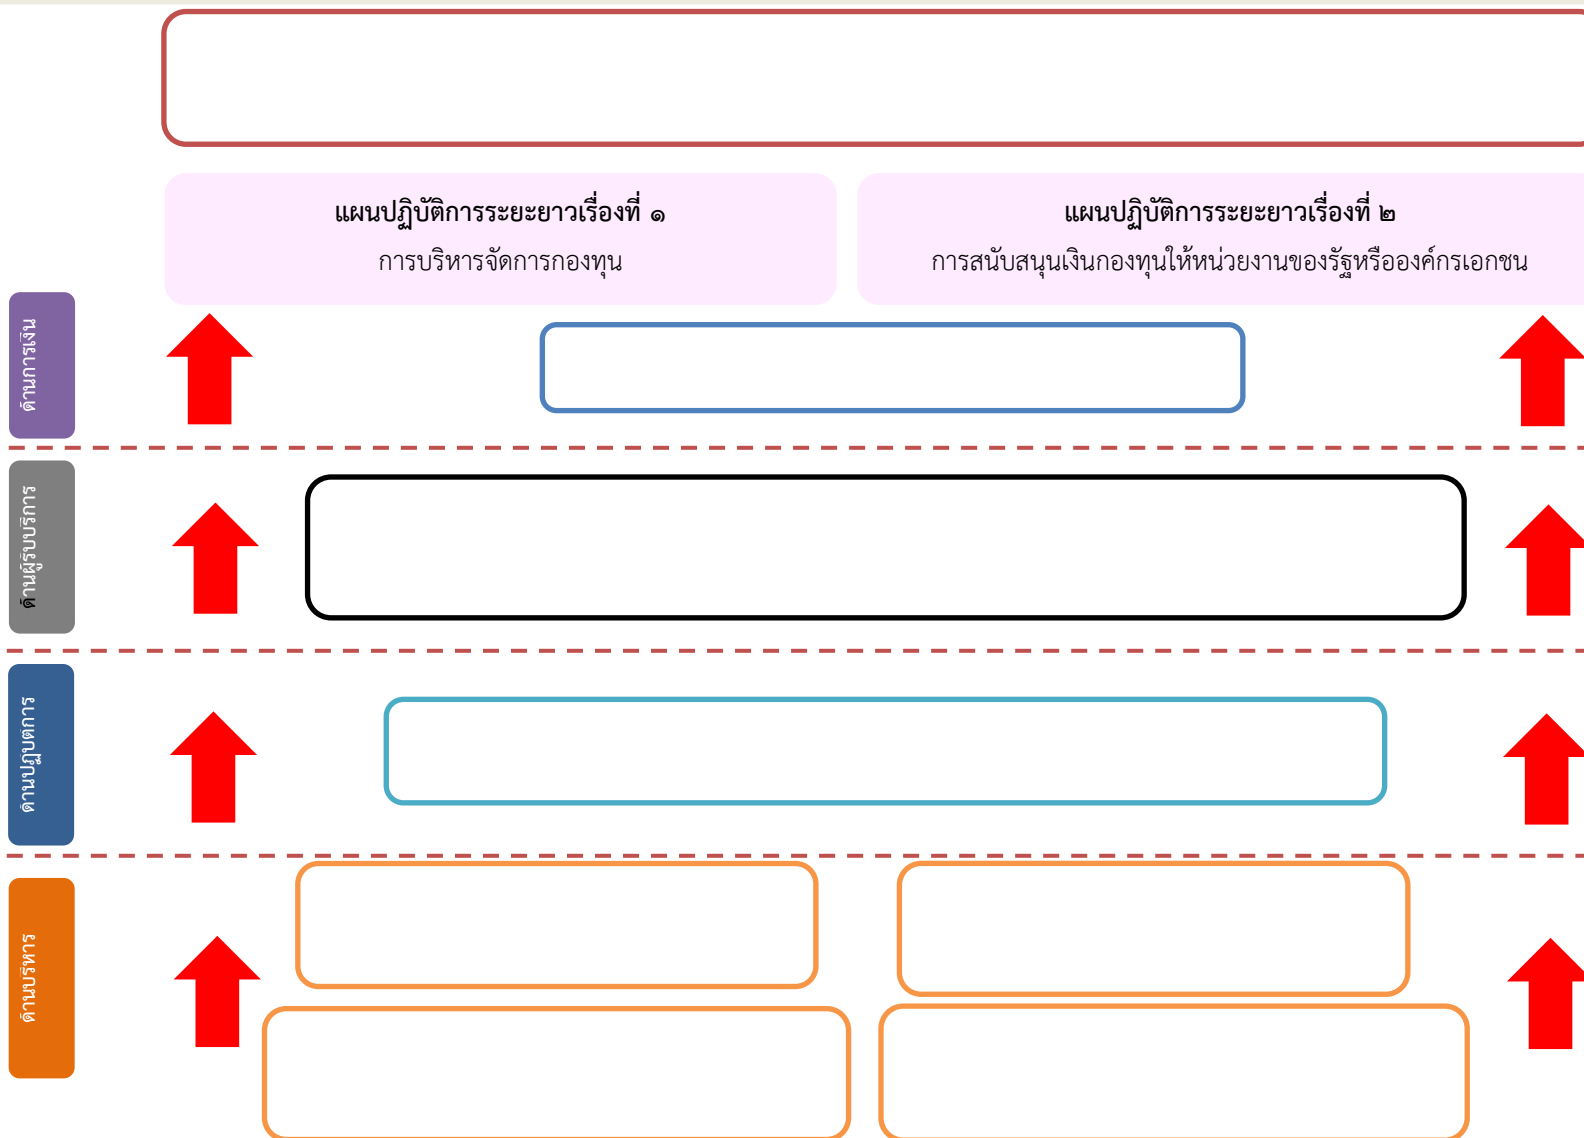 แผนปฏิบัติการระยะยาวเรื่องที่ ๑
การบริหารจัดการกองทุน
แผนปฏิบัติการระยะยาวเรื่องที่ ๒
การสนับสนุนเงินกองทุนให้หน่วยงานของรัฐหรือองค์กรเอกชน
ด้านการเงิน
ด้านผู้รับบริการ
ด้านปฏิบัติการ
ด้านบริหาร